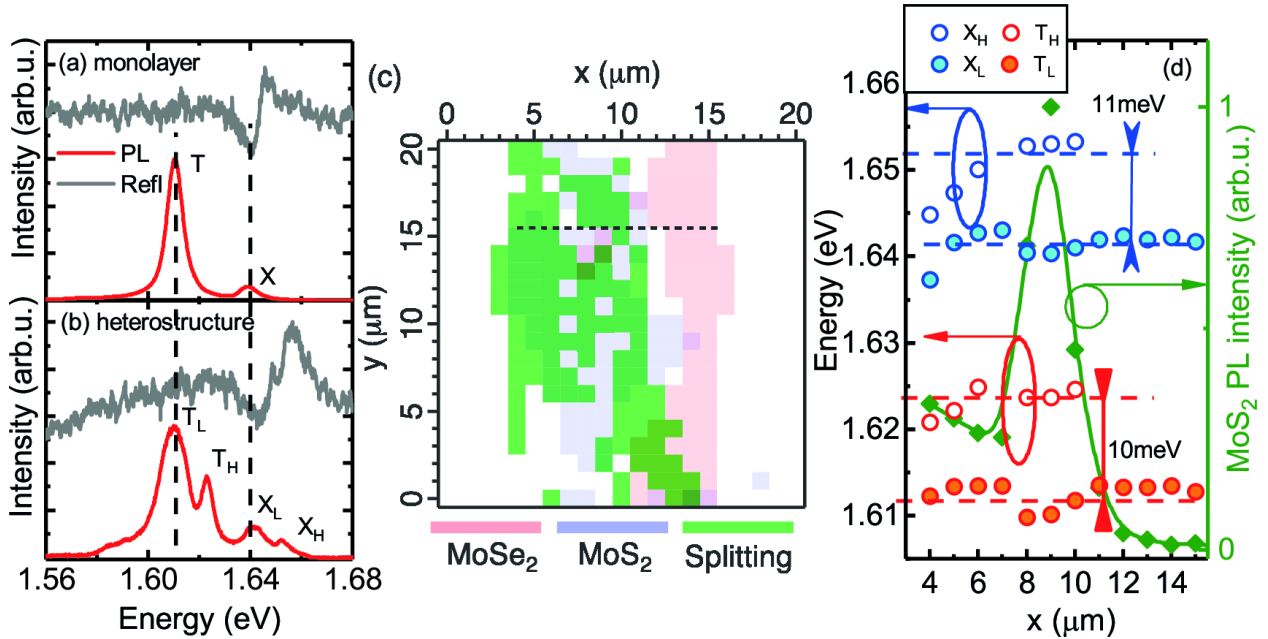 (a) monolayer
Intensity (arb.u.)
PL
Refl
T
X
(b) heterostructure
Intensity (arb.u.)
T_L
T_H
X_L
X_H
1.56 1.60 1.64 1.68
Energy (eV)
(c)
x (μm)
0 5 10 15 20
y (μm)
20
15
10
5
0
MoSe₂ MoS₂ Splitting
X_H T_H
X_L T_L
(d)
Energy (eV)
1.66
1.65
1.64
1.63
1.62
1.61
11meV
10meV
MoS₂ PL intensity (arb.u.)
1
0
4 6 8 10 12 14
x (μm)